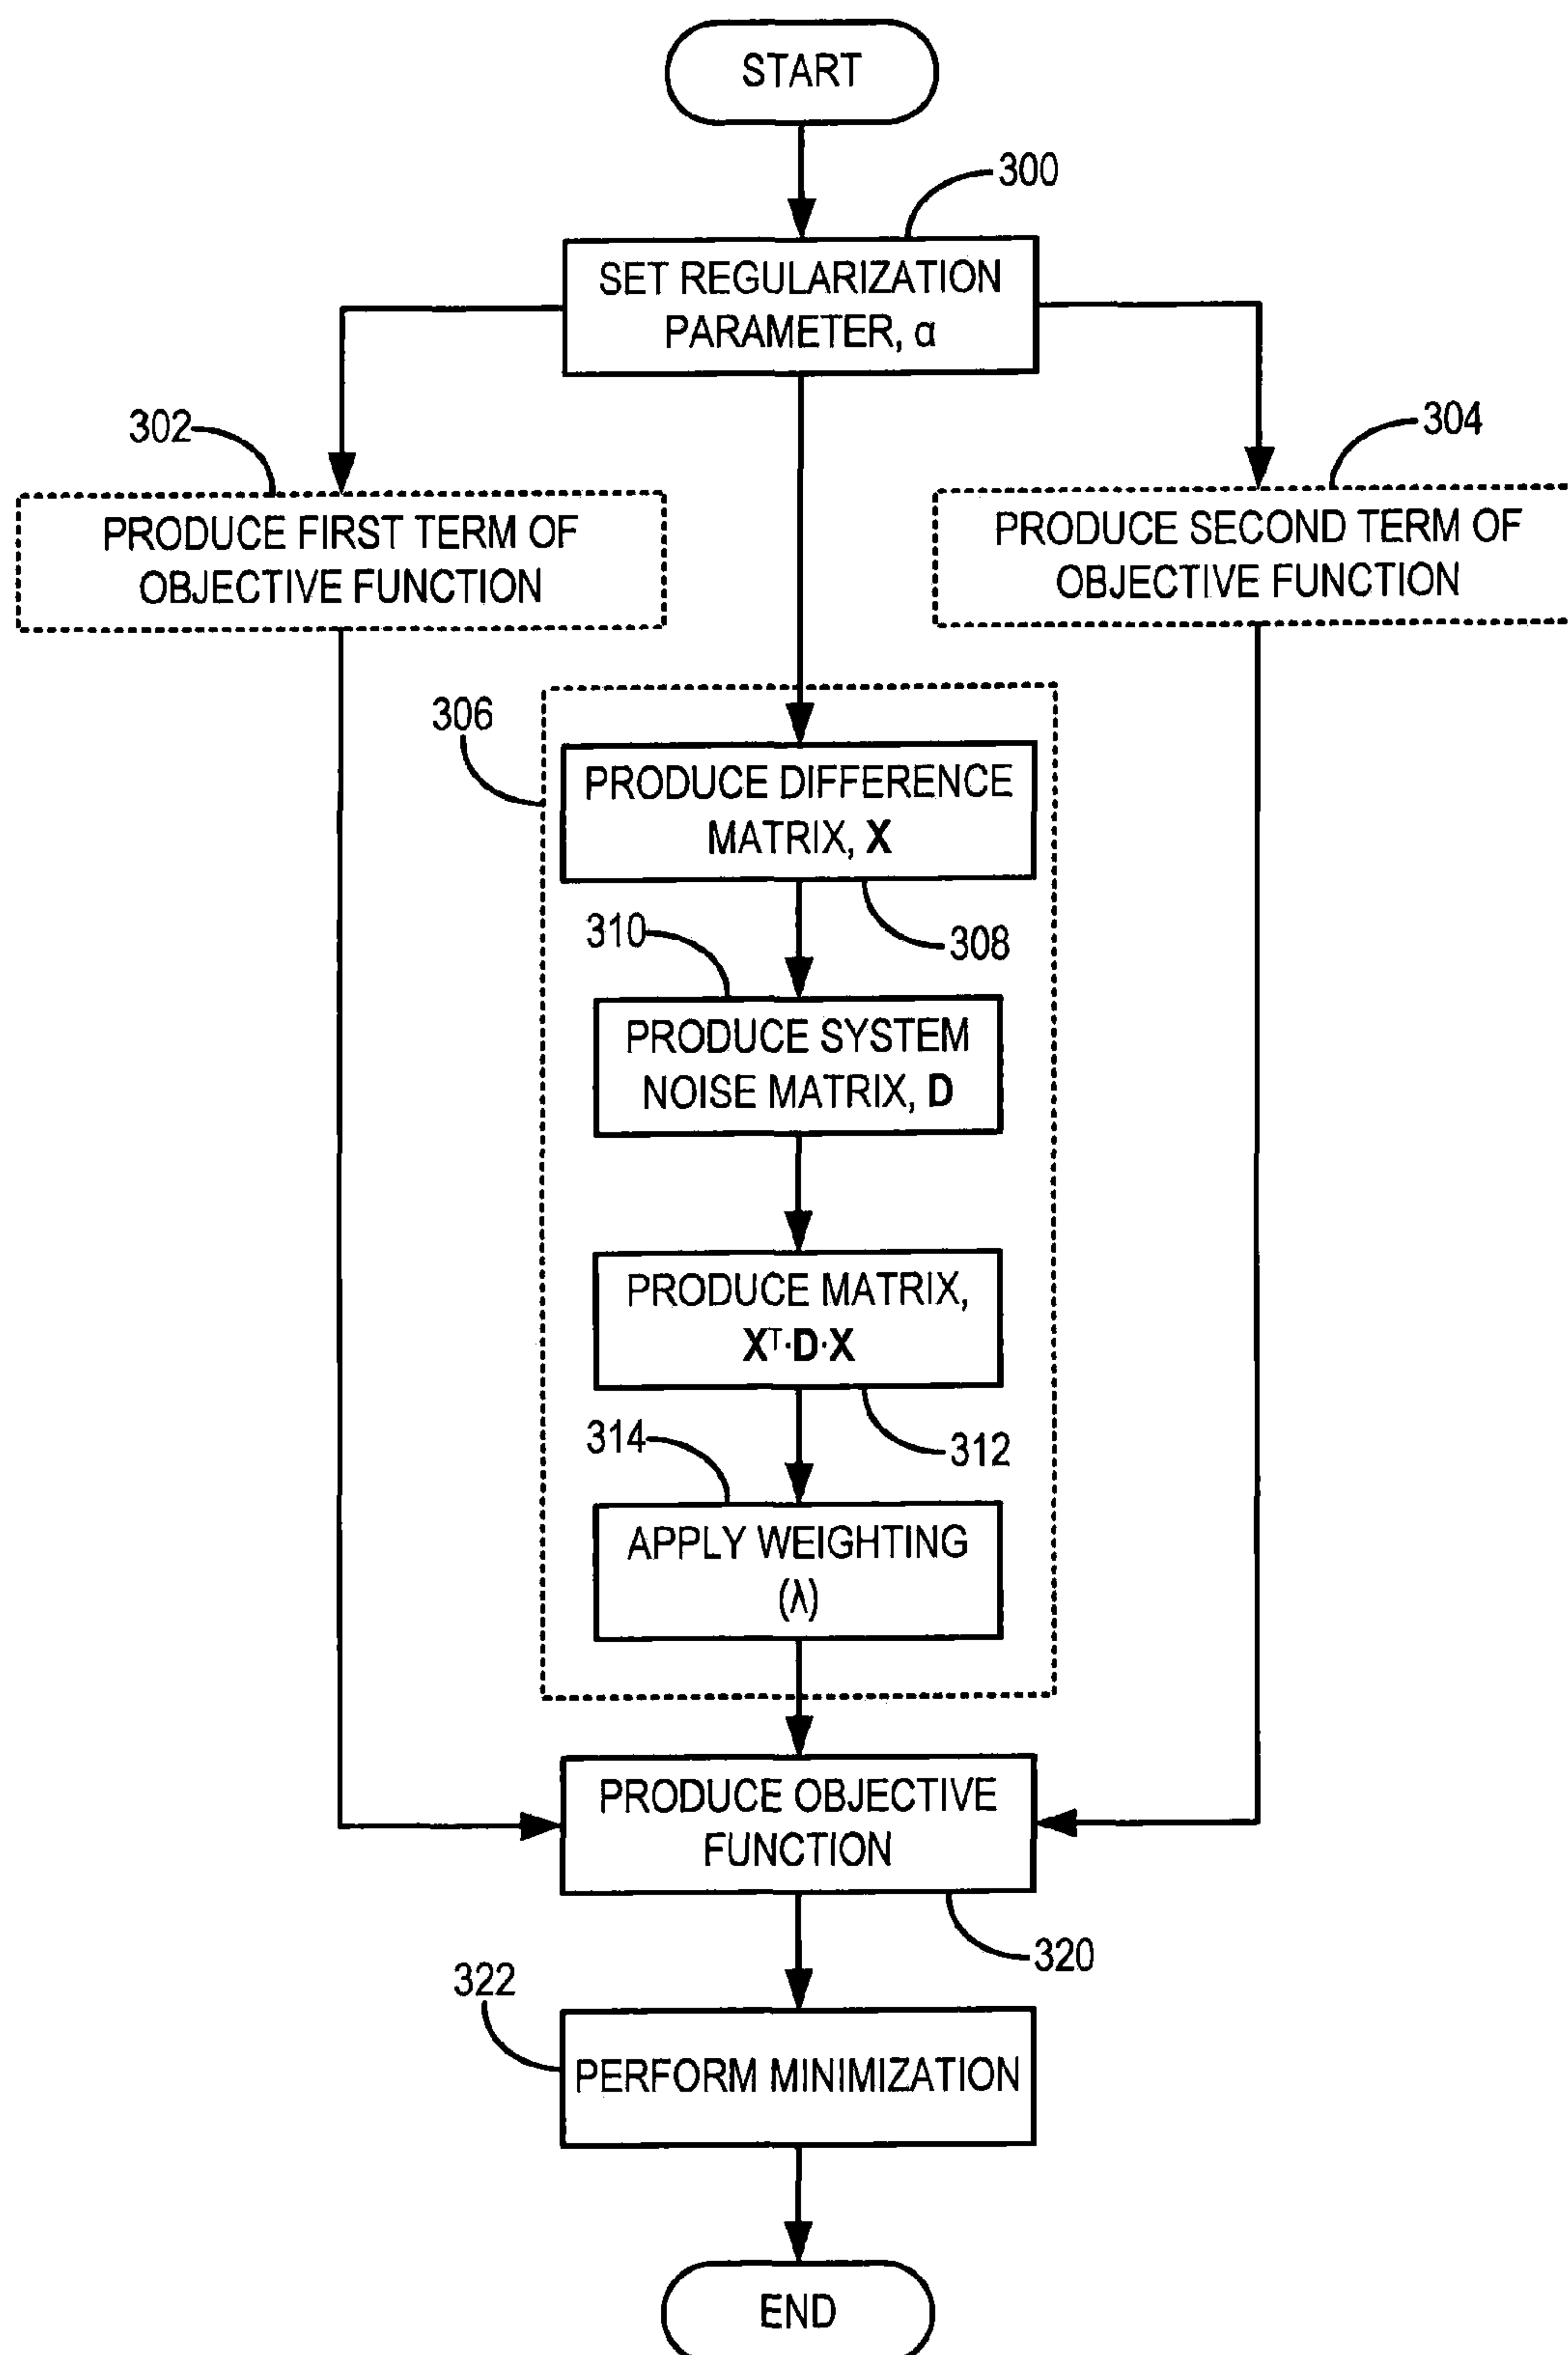 START
300
SET REGULARIZATION
PARAMETER, α
302
304
PRODUCE FIRST TERM OF
OBJECTIVE FUNCTION
PRODUCE SECOND TERM OF
OBJECTIVE FUNCTION
306
PRODUCE DIFFERENCE
MATRIX, X
310
308
PRODUCE SYSTEM
NOISE MATRIX, D
PRODUCE MATRIX,
Xᵀ·D·X
314
312
APPLY WEIGHTING
(λ)
PRODUCE OBJECTIVE
FUNCTION
320
322
PERFORM MINIMIZATION
END